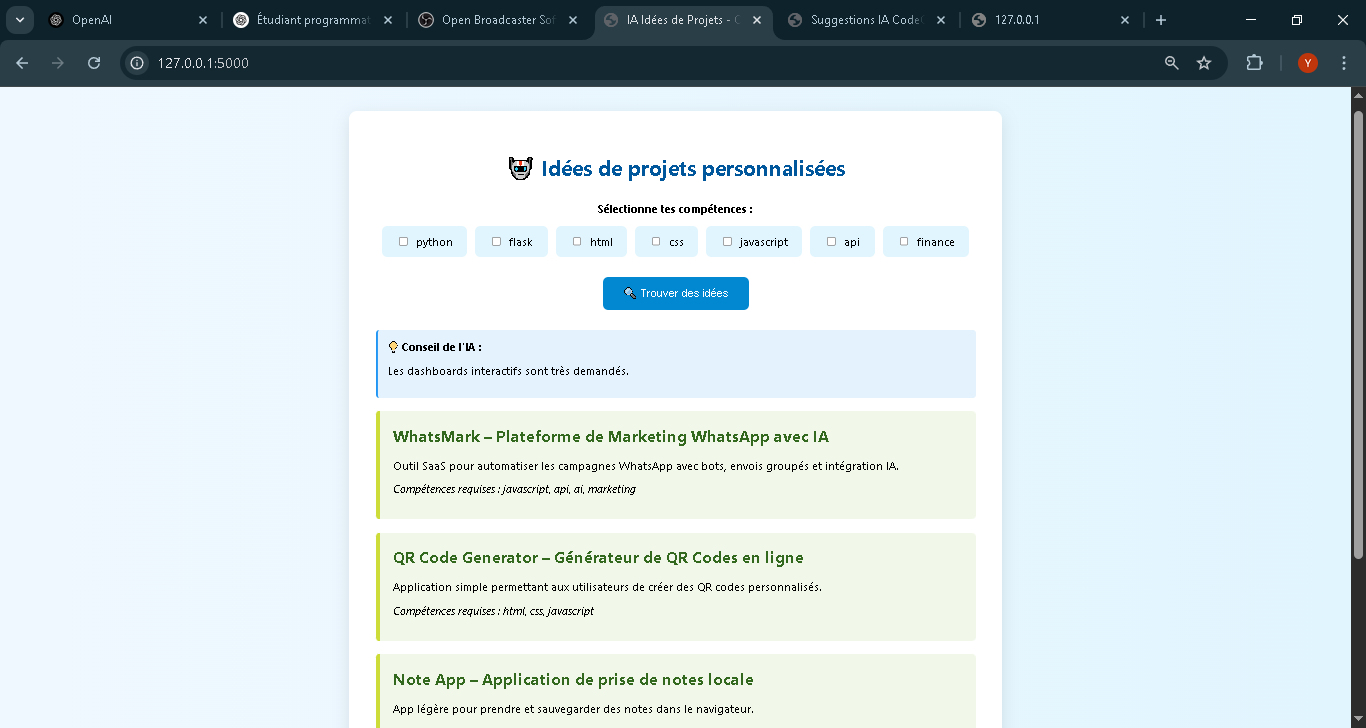 OpenAI
Étudiant programmat
Open Broadcaster Sof
IA Idées de Projets - C
Suggestions IA Code
127.0.0.1
127.0.0.1:5000
Y
Idées de projets personnalisées
Sélectionne tes compétences :
python flask html css javascript api finance
Trouver des idées
Conseil de l'IA :
Les dashboards interactifs sont très demandés.
WhatsMark – Plateforme de Marketing WhatsApp avec IA
Outil SaaS pour automatiser les campagnes WhatsApp avec bots, envois groupés et intégration IA.
Compétences requises : javascript, api, ai, marketing
QR Code Generator – Générateur de QR Codes en ligne
Application simple permettant aux utilisateurs de créer des QR codes personnalisés.
Compétences requises : html, css, javascript
Note App – Application de prise de notes locale
App légère pour prendre et sauvegarder des notes dans le navigateur.